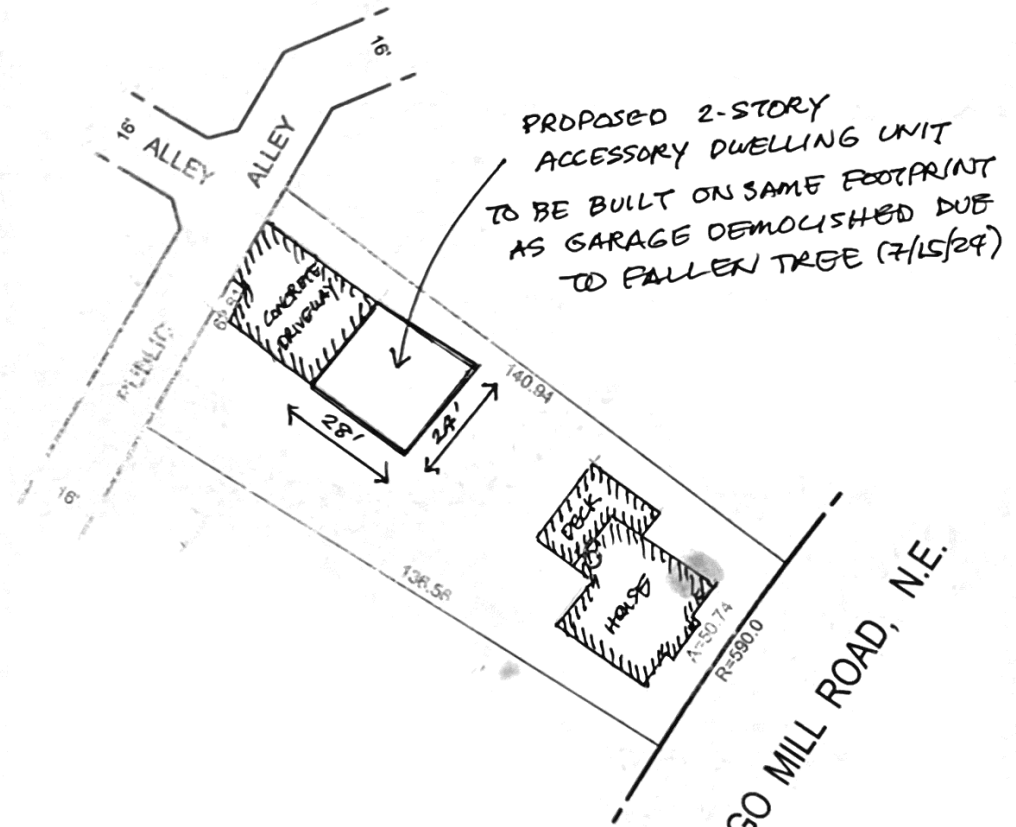 16'
16'
ALLEY
ALLEY
PROPOSED 2-STORY
ACCESSORY DWELLING UNIT
TO BE BUILT ON SAME FOOTPRINT
AS GARAGE DEMOLISHED DUE
TO FALLEN TREE (7/15/24)
CONCRETE
DRIVEWAY
PUBLIC
140.94
28'
24'
16'
DECK
136.58
HOUSE
A=50.74
R=590.0
GO MILL ROAD, N.E.